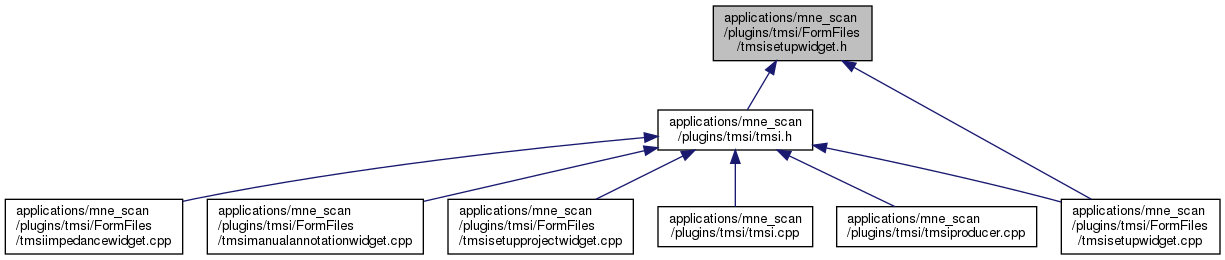 applications/mne_scan
/plugins/tmsi/FormFiles
/tmsisetupwidget.h
applications/mne_scan
/plugins/tmsi/tmsi.h
applications/mne_scan
/plugins/tmsi/FormFiles
/tmsiimpedancewidget.cpp
applications/mne_scan
/plugins/tmsi/FormFiles
/tmsimanualannotationwidget.cpp
applications/mne_scan
/plugins/tmsi/FormFiles
/tmsisetupprojectwidget.cpp
applications/mne_scan
/plugins/tmsi/tmsi.cpp
applications/mne_scan
/plugins/tmsi/tmsiproducer.cpp
applications/mne_scan
/plugins/tmsi/FormFiles
/tmsisetupwidget.cpp